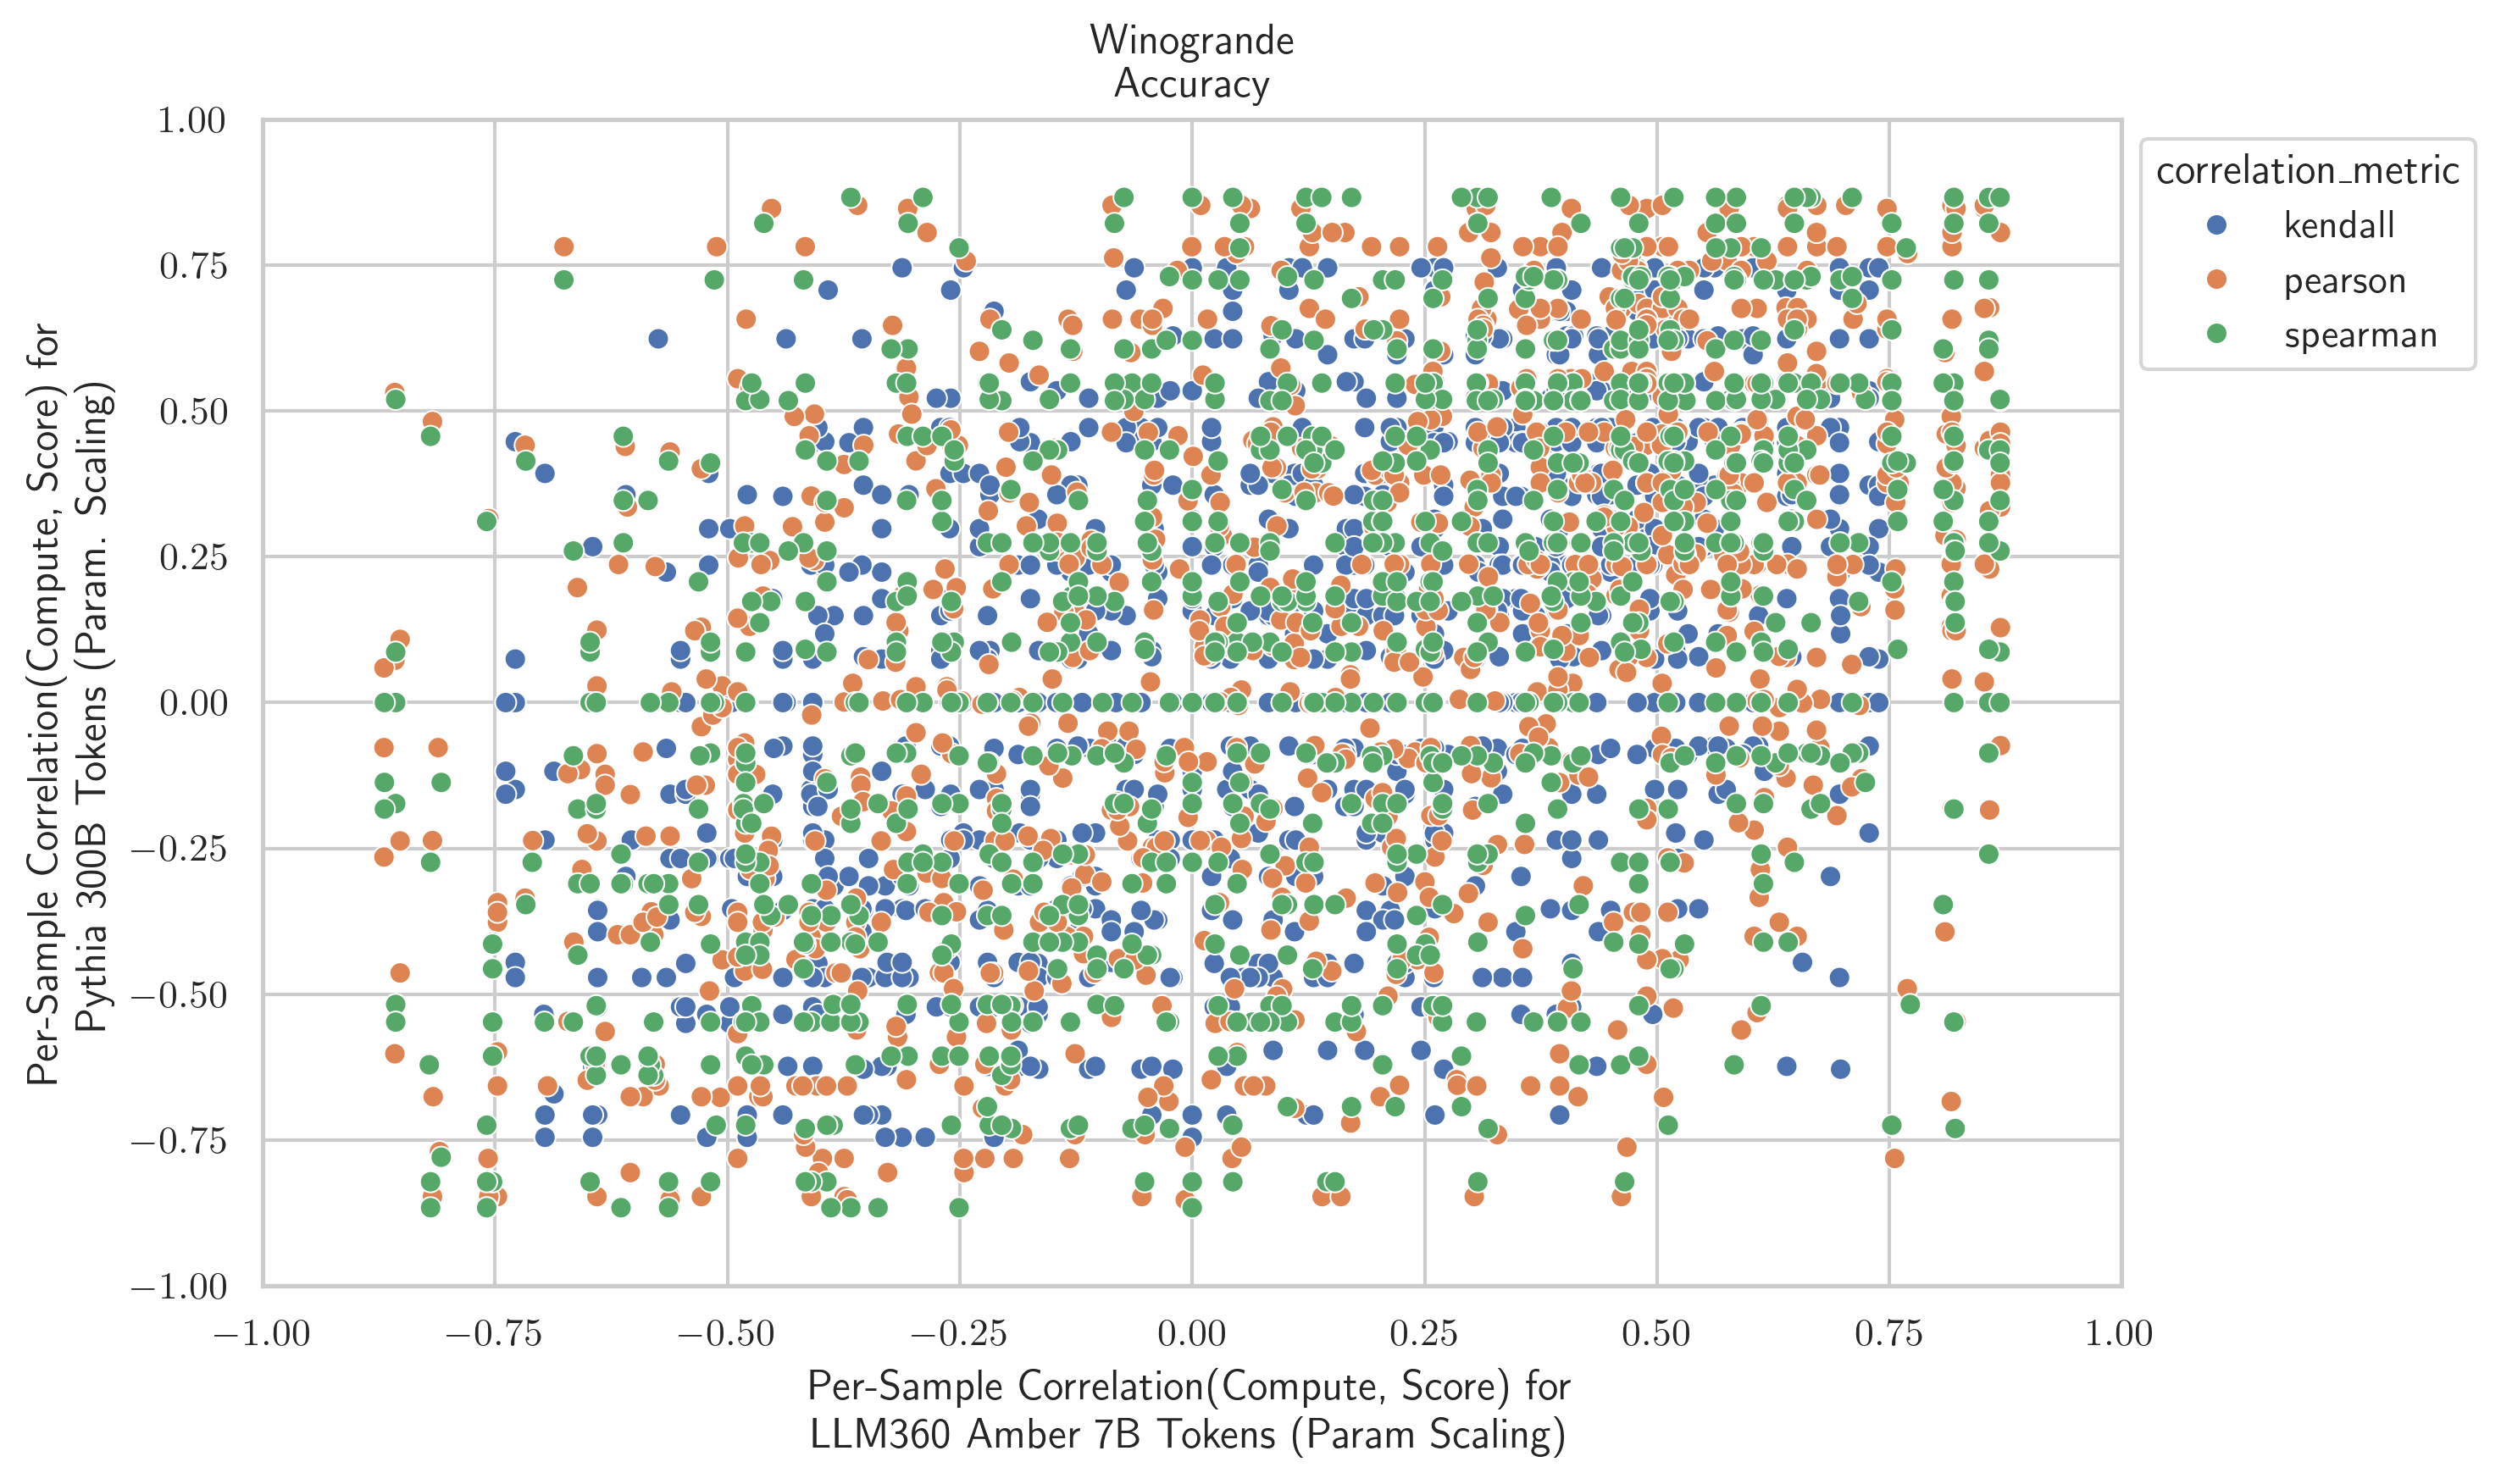 Winogrande
Accuracy
Per-Sample Correlation(Compute, Score) for
Pythia 300B Tokens (Param. Scaling)
1.00
0.75
0.50
0.25
0.00
−0.25
−0.50
−0.75
−1.00
−1.00 −0.75 −0.50 −0.25 0.00 0.25 0.50 0.75 1.00
Per-Sample Correlation(Compute, Score) for
LLM360 Amber 7B Tokens (Param Scaling)
correlation_metric
kendall
pearson
spearman